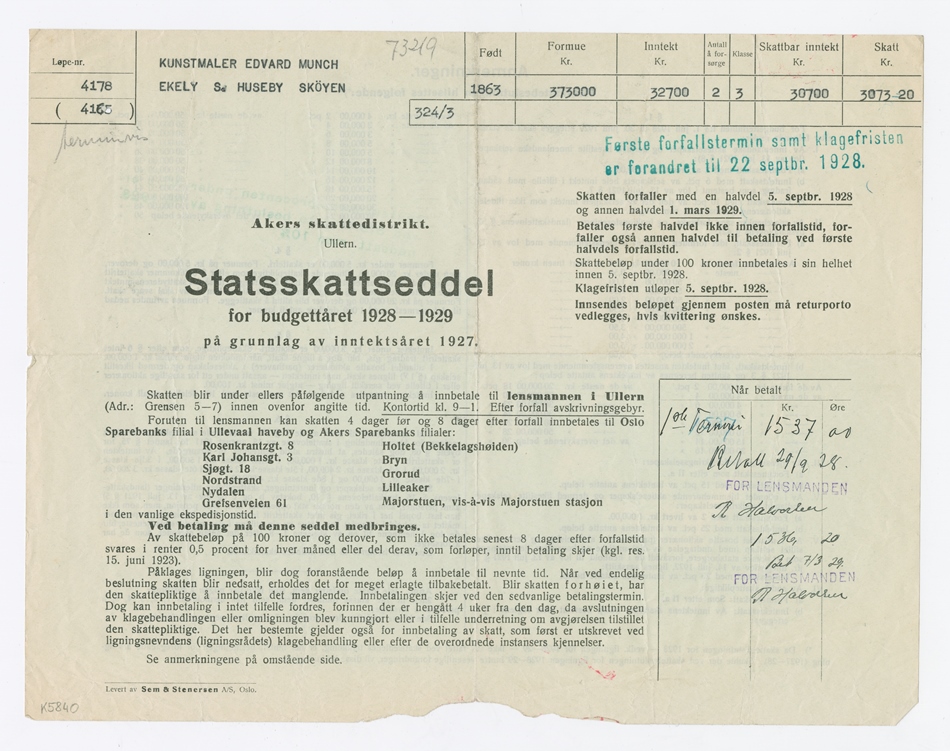 7321/9
Løpe-nr.
4178
( 4165 )
KUNSTMALER EDVARD MUNCH
EKELY S. HUSEBY SKÖYEN
Født Formue Kr. Inntekt Kr. Antall å for- sørge Klasse Skattbar inntekt Kr. Skatt Kr.
1863 373000 32700 2 3 30700 3073-20
324/3
Første forfallstermin samt klagefristen
er forandret til 22 septbr. 1928.
Skatten forfaller med en halvdel 5. septbr. 1928
og annen halvdel 1. mars 1929.
Betales første halvdel ikke innen forfallstid, for-
faller også annen halvdel til betaling ved første
halvdels forfallstid.
Skattebeløp under 100 kroner innbetales i sin helhet
innen 5. septbr. 1928.
Klagefristen utløper 5. septbr. 1928.
Innsendes beløpet gjennem posten må returporto
vedlegges, hvis kvittering ønskes.
Akers skattedistrikt.
Ullern.
Statsskattseddel
for budgettåret 1928—1929
på grunnlag av inntektsåret 1927.
Skatten blir under ellers påfølgende utpantning å innbetale til lensmannen i Ullern
(Adr.: Grensen 5—7) innen ovenfor angitte tid. Kontortid kl. 9—1. Efter forfall avskrivningsgebyr.
Foruten til lensmannen kan skatten 4 dager før og 8 dager efter forfall innbetales til Oslo
Sparebanks filial i Ullevaal haveby og Akers Sparebanks filialer:
Rosenkrantzgt. 8 Holtet (Bekkelagshøiden)
Karl Johansgt. 3 Bryn
Sjøgt. 18 Grorud
Nordstrand Lilleaker
Nydalen Majorstuen, vis-à-vis Majorstuen stasjon
Grefsenveien 61
i den vanlige ekspedisjonstid.
Ved betaling må denne seddel medbringes.
Av skattebeløp på 100 kroner og derover, som ikke betales senest 8 dager efter forfallstid
svares i renter 0,5 procent for hver måned eller del derav, som forløper, inntil betaling skjer (kgl. res.
15. juni 1923).
Påklages ligningen, blir dog foranstående beløp å innbetale til nevnte tid. Når ved endelig
beslutning skatten blir nedsatt, erholdes det for meget erlagte tilbakebetalt. Blir skatten forhøiet, har
den skattepliktige å innbetale det manglende. Innbetalingen skjer ved den sedvanlige betalingstermin.
Dog kan innbetaling i intet tilfelle fordres, forinnen der er hengått 4 uker fra den dag, da avslutningen
av klagebehandlingen eller omligningen blev kunngjort eller i tilfelle underretning om avgjørelsen tilstillet
den skattepliktige. Det her bestemte gjelder også for innbetaling av skatt, som først er utskrevet ved
ligningsnevndens (ligningsrådets) klagebehandling eller efter de overordnede instansers kjennelser.
Se anmerkningene på omstående side.
Når betalt
Kr. Øre
1ste Termin 1537 00
Betalt 29/9 28.
FOR LENSMANDEN
R Halvorsen
1536, 20
Bet 7/3 29
FOR LENSMANDEN
R Halvorsen
Levert av Sem & Stenersen A/S, Oslo.
K5840